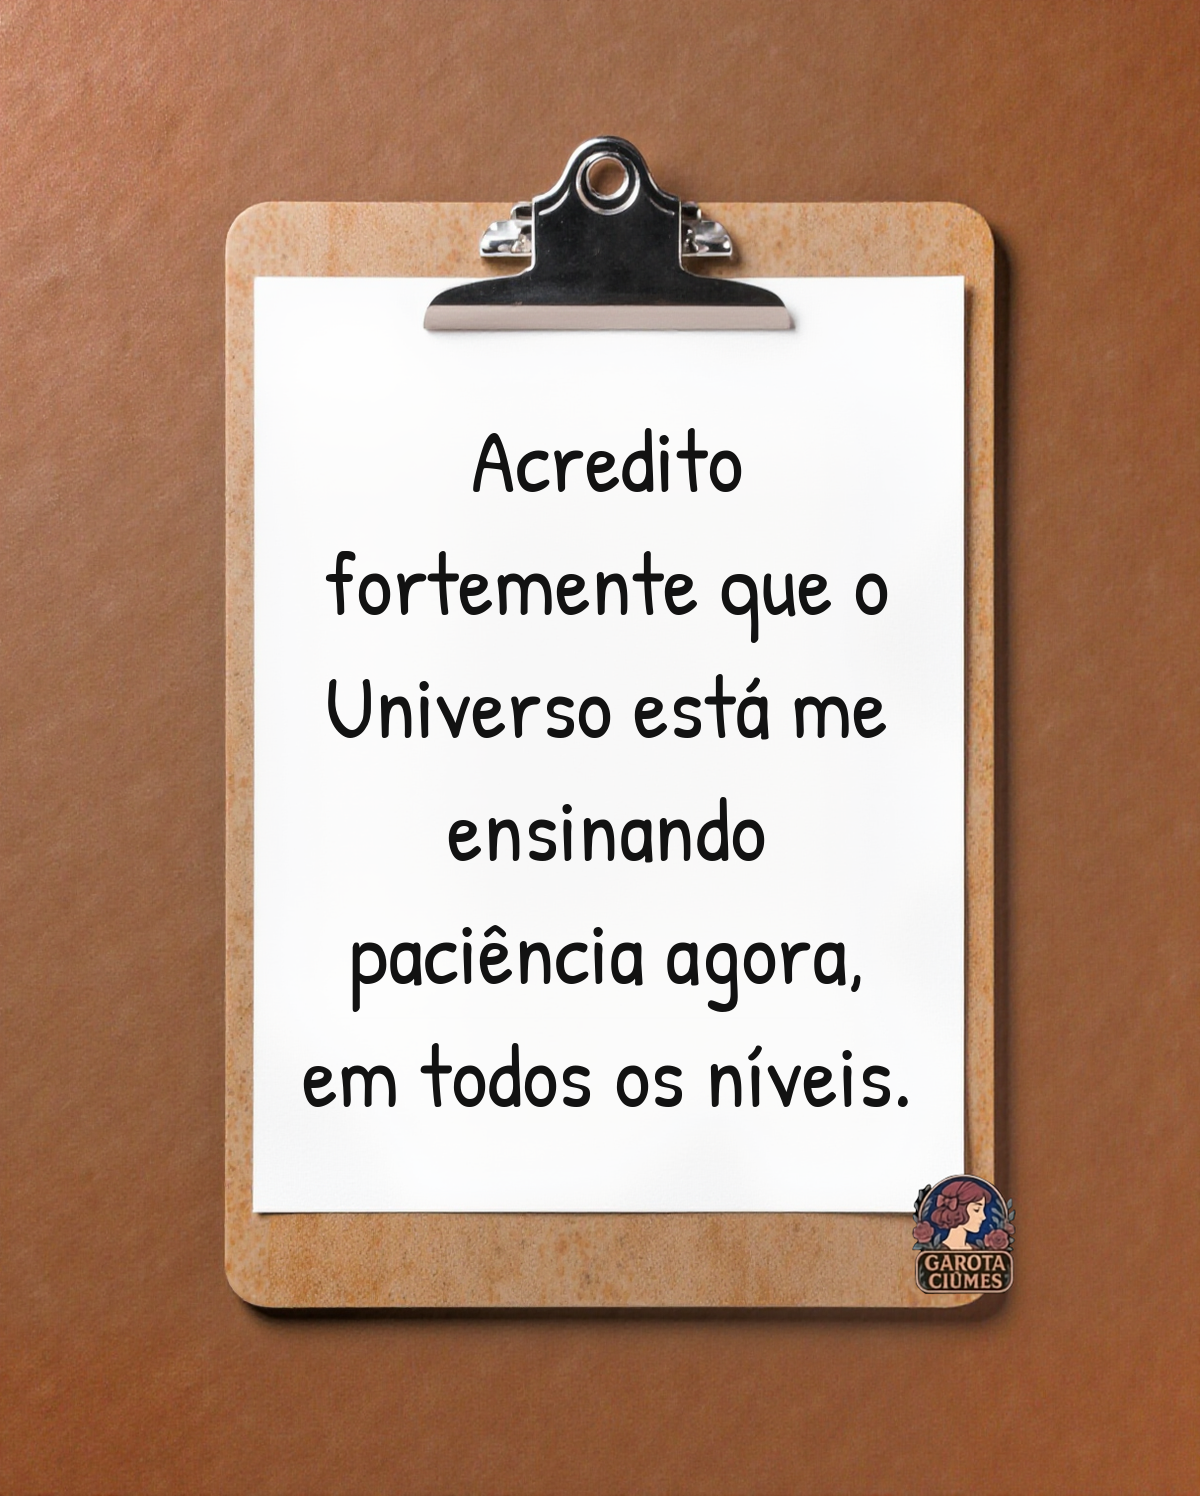 Acredito
fortemente que o
Universo está me
ensinando
paciência agora,
em todos os níveis.
GAROTA
CIÚMES